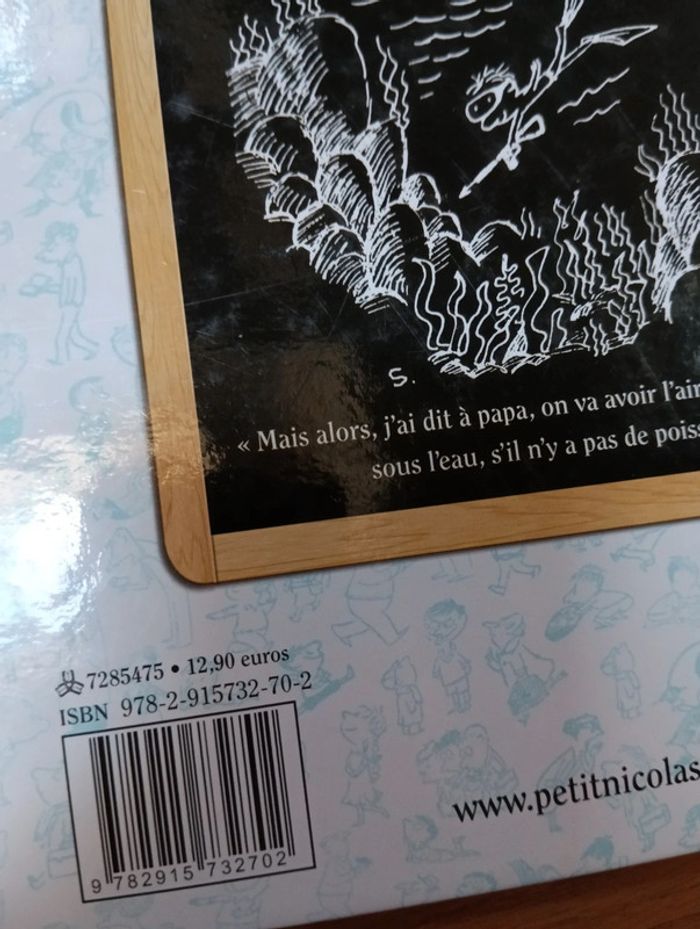 S.
« Mais alors, j'ai dit à papa, on va avoir l'air
sous l'eau, s'il n'y a pas de poiss
7285475 • 12,90 euros
ISBN 978-2-915732-70-2
www.petitnicolas
9 782915 732702